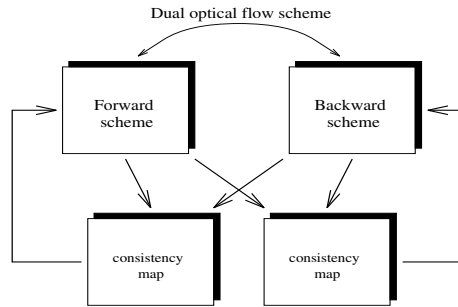 Dual optical flow scheme
Forward
scheme
Backward
scheme
consistency
map
consistency
map